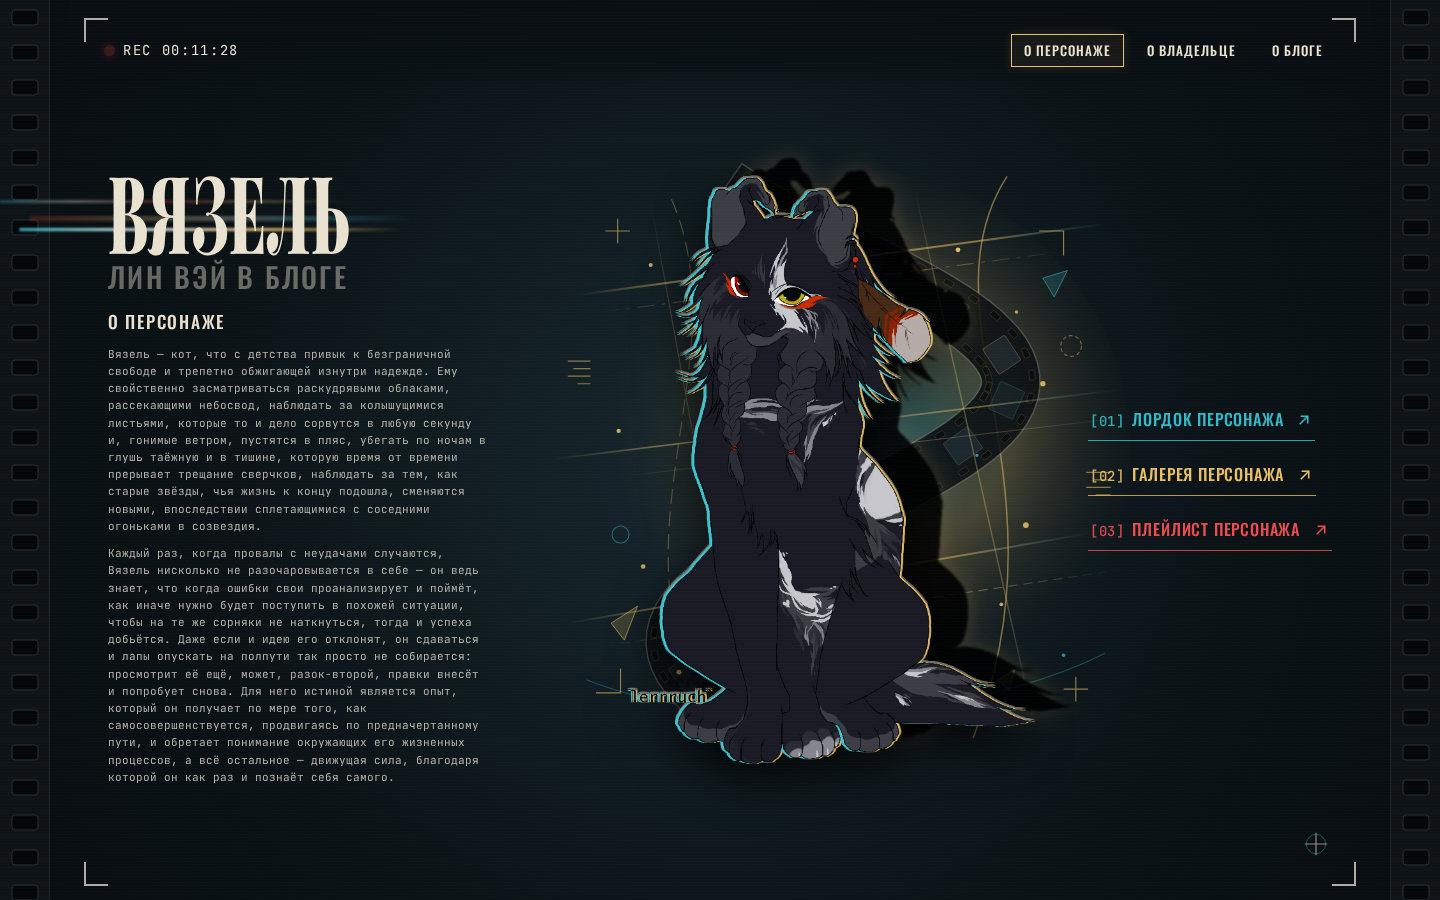 REC 00:11:28
О ПЕРСОНАЖЕ
О ВЛАДЕЛЬЦЕ
О БЛОГЕ
ВЯЗЕЛЬ
ЛИН ВЭЙ В БЛОГЕ
О ПЕРСОНАЖЕ
Вязель — кот, что с детства привык к безграничной
свободе и трепетно обжигающей изнутри надежде. Ему
свойственно засматриваться раскудрявыми облаками,
рассекающими небосвод, наблюдать за колышущимися
листьями, которые то и дело сорвутся в любую секунду
и, гонимые ветром, пустятся в пляс, убегать по ночам в
глушь таёжную и в тишине, которую время от времени
прерывает трещание сверчков, наблюдать за тем, как
старые звёзды, чья жизнь к концу подошла, сменяются
новыми, впоследствии сплетающимися с соседними
огоньками в созвездия.
Каждый раз, когда провалы с неудачами случаются,
Вязель нисколько не разочаровывается в себе — он ведь
знает, что когда ошибки свои проанализирует и поймёт,
как иначе нужно будет поступить в похожей ситуации,
чтобы на те же сорняки не наткнуться, тогда и успеха
добьётся. Даже если и идею его отклонят, он сдаваться
и лапы опускать на полпути так просто не собирается:
просмотрит её ещё, может, разок-второй, правки внесёт
и попробует снова. Для него истиной является опыт,
который он получает по мере того, как
самосовершенствуется, продвигаясь по предначертанному
пути, и обретает понимание окружающих его жизненных
процессов, а всё остальное — движущая сила, благодаря
которой он как раз и познаёт себя самого.
[01] ЛОРДОК ПЕРСОНАЖА
[02] ГАЛЕРЕЯ ПЕРСОНАЖА
[03] ПЛЕЙЛИСТ ПЕРСОНАЖА